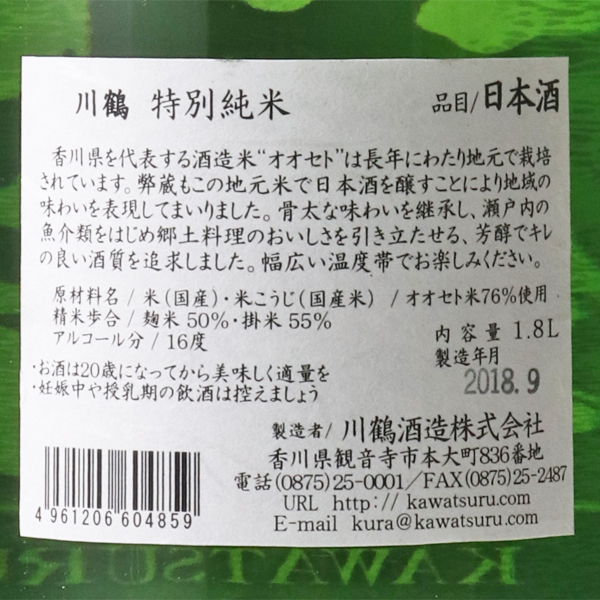 川鶴 特別純米 品目/日本酒
香川県を代表する酒造米“オオセト”は長年にわたり地元で栽培
されています。弊蔵もこの地元米で日本酒を醸すことにより地域の
味わいを表現してまいりました。骨太な味わいを継承し、瀬戸内の
魚介類をはじめ郷土料理のおいしさを引き立たせる、芳醇でキレ
の良い酒質を追求しました。幅広い温度帯でお楽しみください。
原材料名 / 米(国産)・米こうじ(国産米) / オオセト米76%使用
精米歩合 / 麹米 50%・掛米 55%
アルコール分 / 16度
内容量 1.8L
製造年月
2018.9
・お酒は20歳になってから美味しく適量を
・妊娠中や授乳期の飲酒は控えましょう
製造者/ 川鶴酒造株式会社
香川県観音寺市本大町836番地
電話(0875)25-0001/FAX(0875)25-2487
URL http:// kawatsuru.com
E-mail kura@kawatsuru.com
4 961206 604859
KAWATSURU